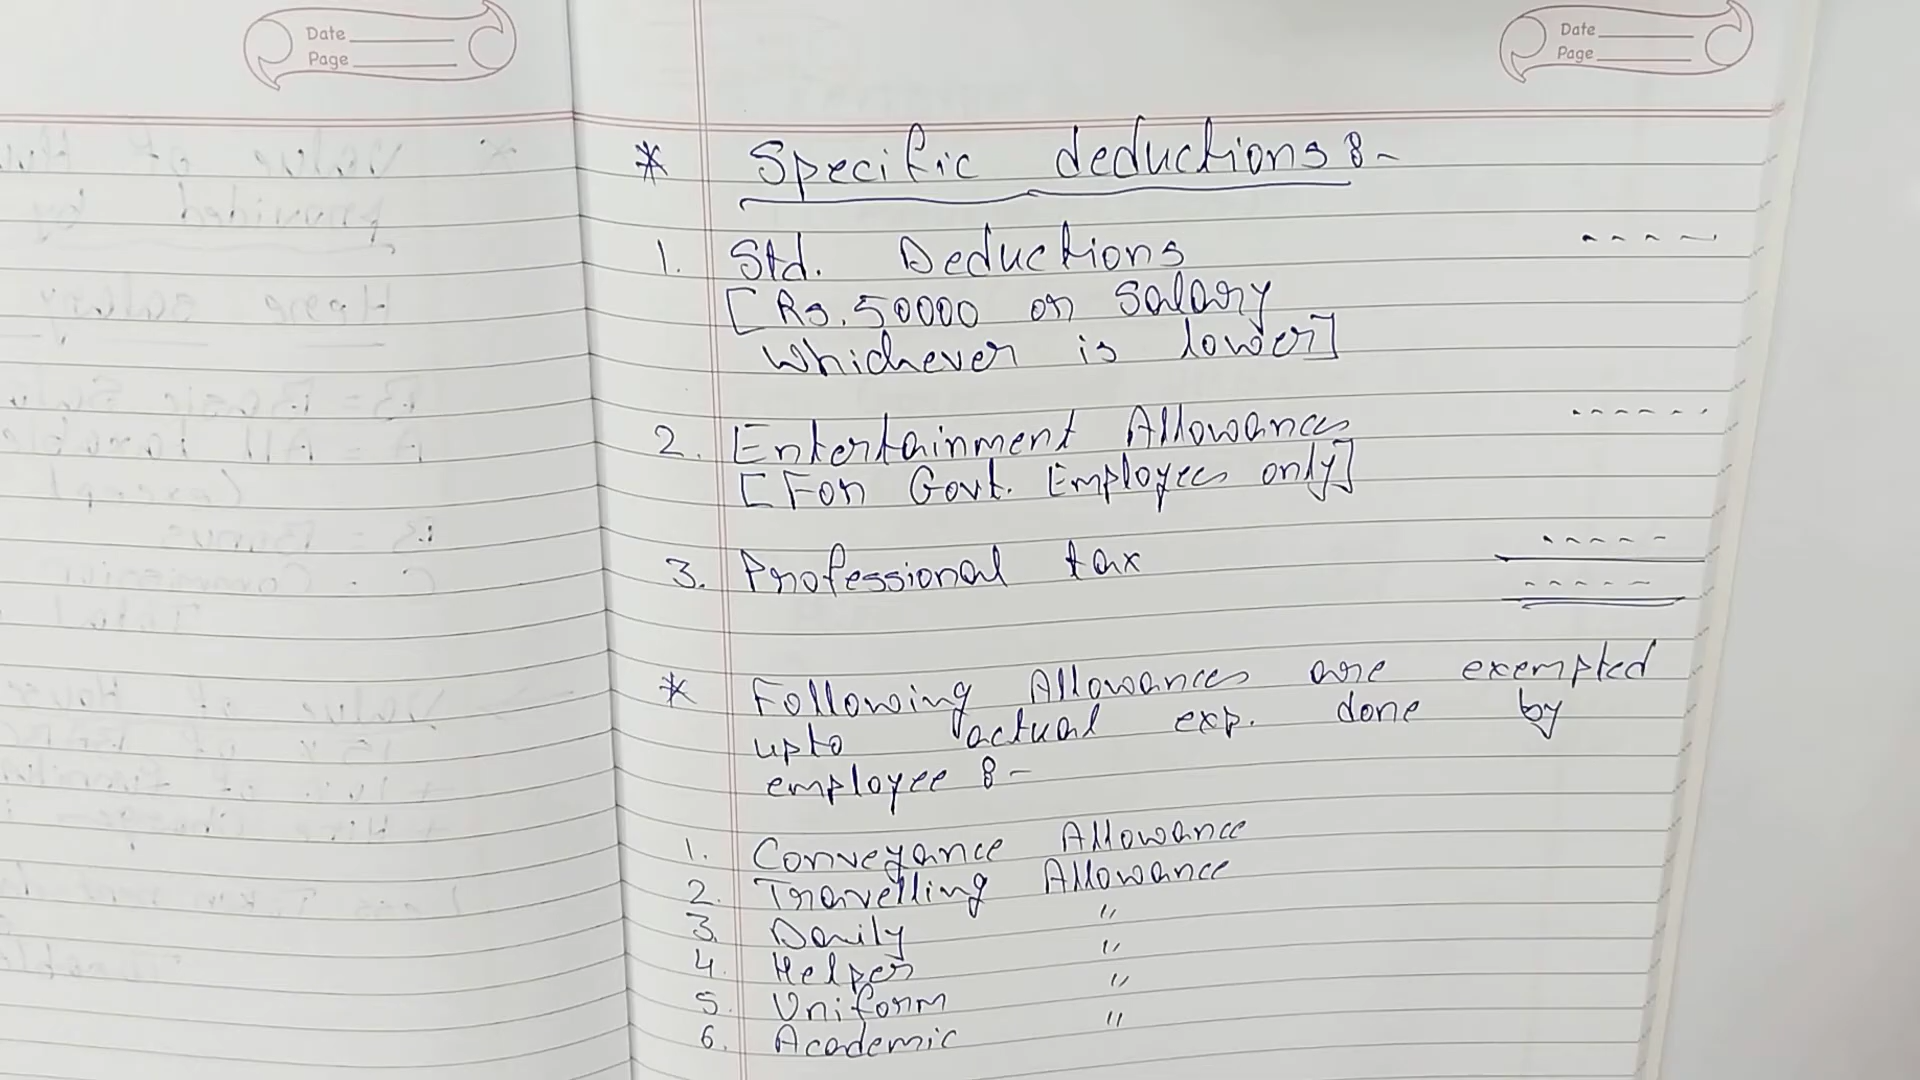 Date
Page
Date
Page
* Specific deductions :-
1. Std. Deductions
[Rs. 50000 or Salary
whichever is lower]
2. Entertainment Allowances
[For Govt. Employees only]
3. Professional tax
* Following Allowances are exempted
upto actual exp. done by
employee :-
1. Conveyance Allowance
2. Travelling Allowance
3. Daily "
4. Helper "
5. Uniform "
6. Academic "